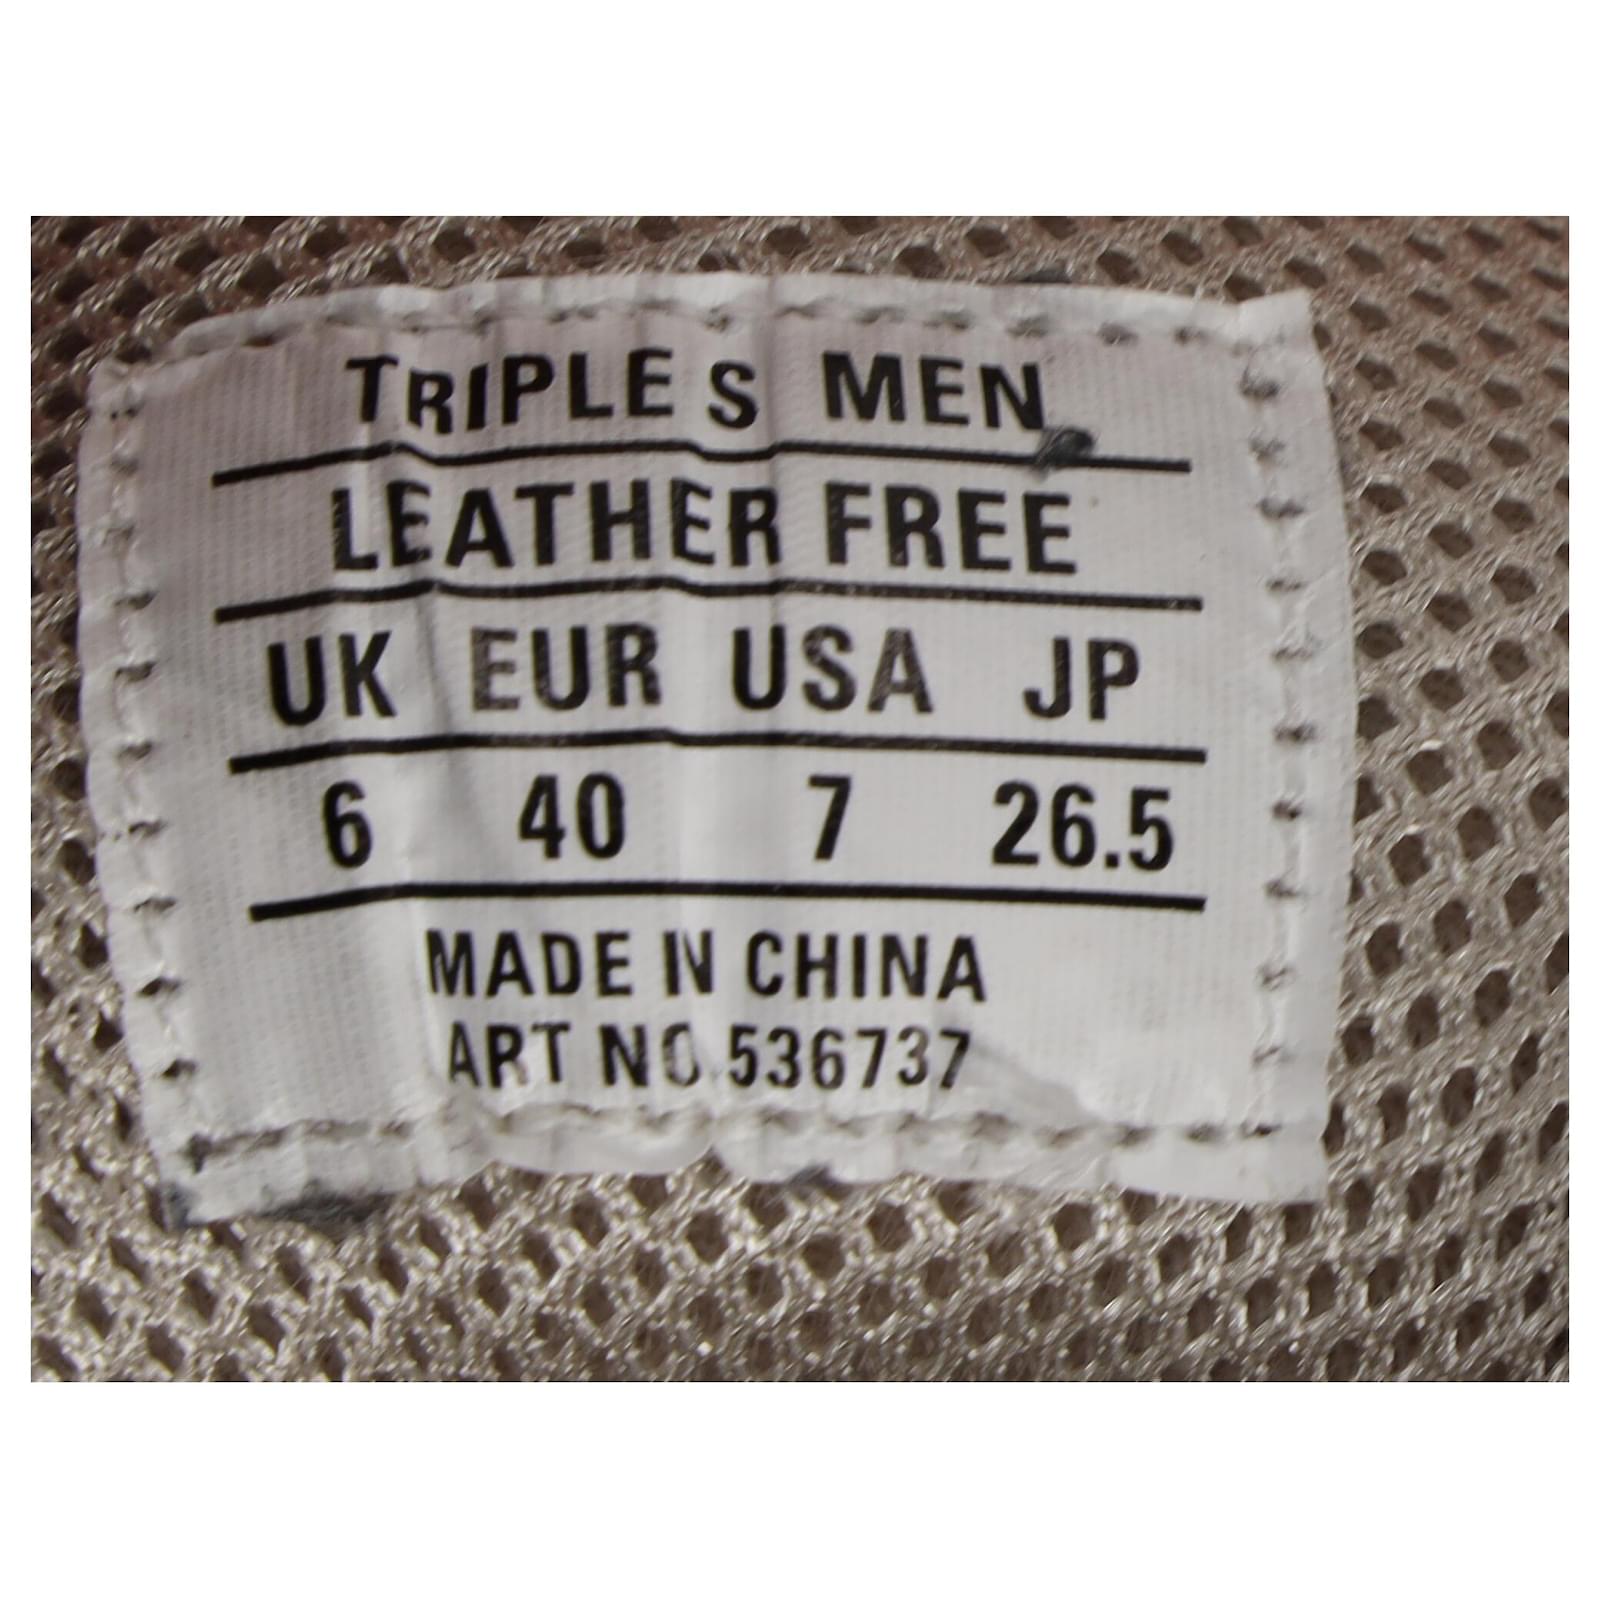 TRIPLE S MEN
LEATHER FREE
UK EUR USA JP
6 40 7 26.5
MADE IN CHINA
ART NO 536737